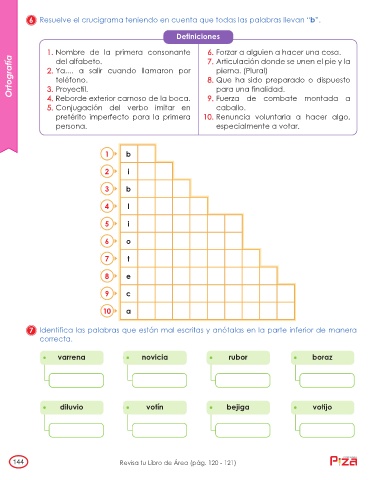 6 Resuelve el crucigrama teniendo en cuenta que todas las palabras llevan “b”.
Definiciones
1. Nombre de la primera consonante
del alfabeto.
2. Ya.... a salir cuando llamaron por
teléfono.
3. Proyectil.
4. Reborde exterior carnoso de la boca.
5. Conjugación del verbo imitar en
pretérito imperfecto para la primera
persona.
6. Forzar a alguien a hacer una cosa.
7. Articulación donde se unen el pie y la
pierna. (Plural)
8. Que ha sido preparado o dispuesto
para una finalidad.
9. Fuerza de combate montada a
caballo.
10. Renuncia voluntaria a hacer algo,
especialmente a votar.
Ortografía
1 b
2 i
3 b
4 l
5 i
6 o
7 t
8 e
9 c
10 a
7 Identifica las palabras que están mal escritas y anótalas en la parte inferior de manera
correcta.
varrena novicia rubor boraz
diluvio votín bejiga votijo
144
Revisa tu Libro de Área (pág. 120 - 121)
PIZA